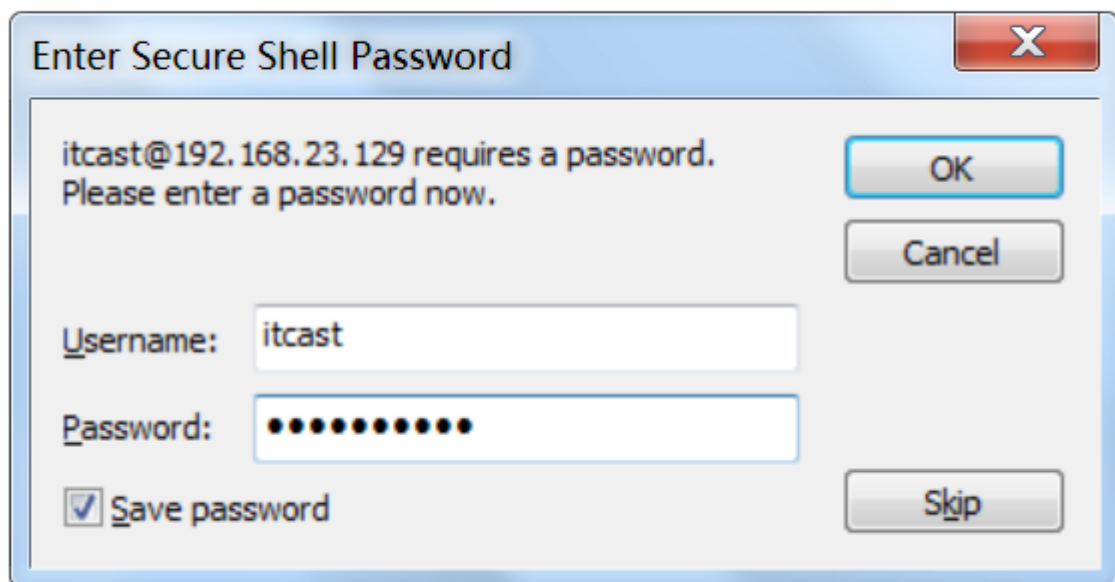 Enter Secure Shell Password
X
itcast@192.168.23.129 requires a password.
Please enter a password now.
OK
Cancel
Username: itcast
Password: ●●●●●●●●●●
Save password
Skip